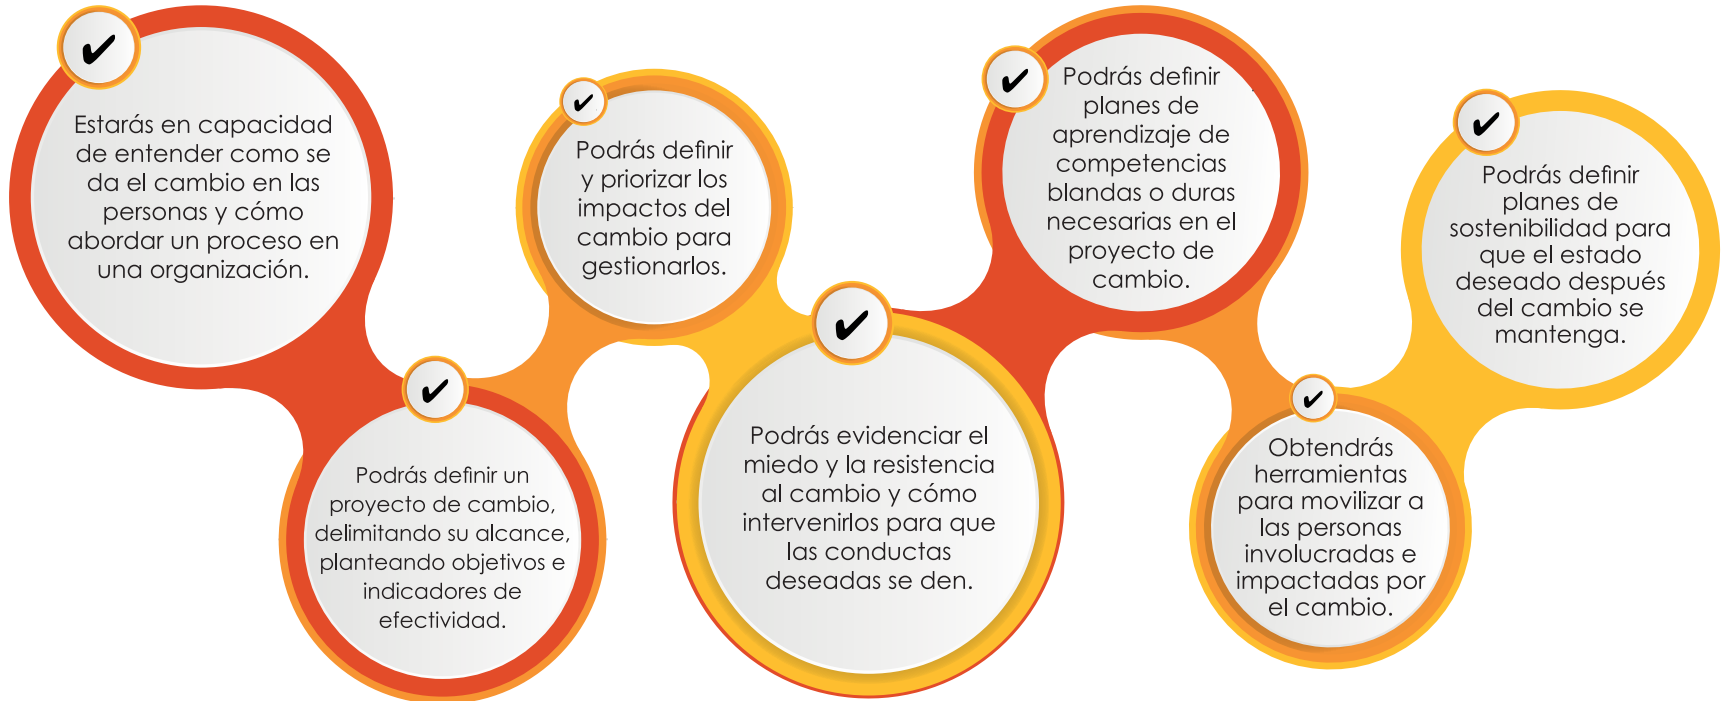 Estarás en capacidad
de entender como se
da el cambio en las
personas y cómo
abordar un proceso en
una organización.
Podrás definir un
proyecto de cambio,
delimitando su alcance,
planteando objetivos e
indicadores de
efectividad.
Podrás definir
y priorizar los
impactos del
cambio para
gestionarlos.
Podrás evidenciar el
miedo y la resistencia
al cambio y cómo
intervenirlos para que
las conductas
deseadas se den.
Podrás definir
planes de
aprendizaje de
competencias
blandas o duras
necesarias en el
proyecto de
cambio.
Obtendrás
herramientas
para movilizar a
las personas
involucradas e
impactadas por
el cambio.
Podrás definir
planes de
sostenibilidad para
que el estado
deseado después
del cambio se
mantenga.